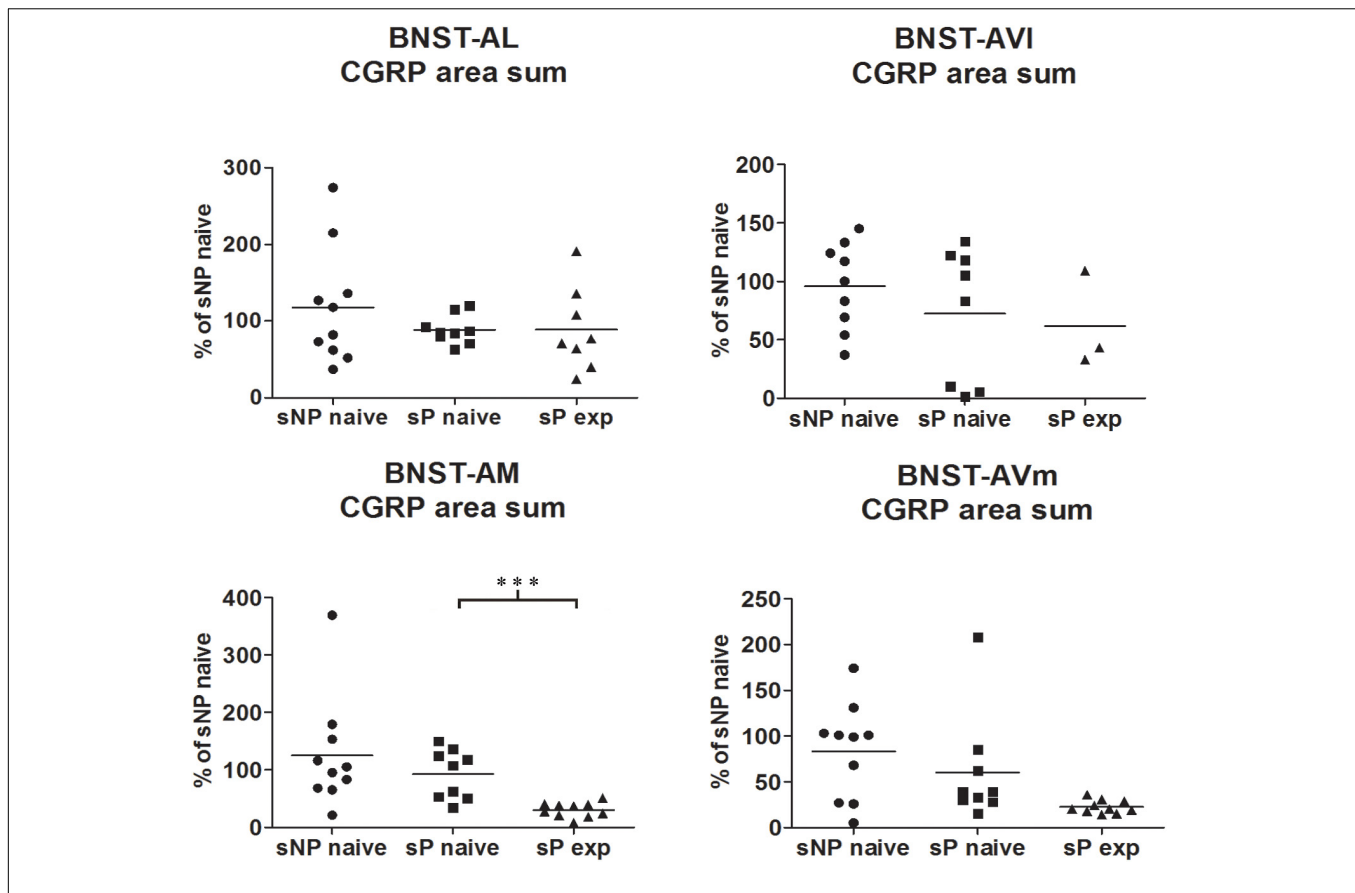 BNST-AL
CGRP area sum
% of sNP naive
300
200
100
0
sNP naive sP naive sP exp
BNST-AVl
CGRP area sum
% of sNP naive
200
150
100
50
0
sNP naive sP naive sP exp
BNST-AM
CGRP area sum
% of sNP naive
400
300
200
100
0
***
sNP naive sP naive sP exp
BNST-AVm
CGRP area sum
% of sNP naive
250
200
150
100
50
0
sNP naive sP naive sP exp